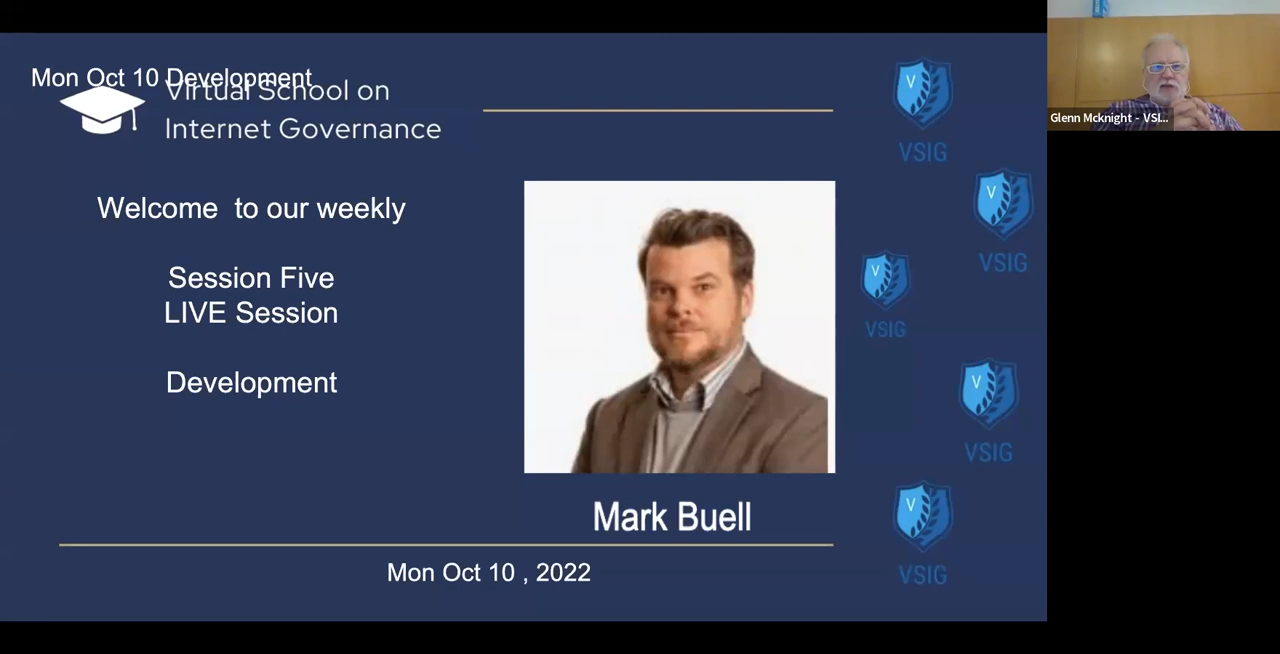 Mon Oct 10 Development
Virtual School on
Internet Governance
Welcome to our weekly
Session Five
LIVE Session
Development
Mark Buell
Mon Oct 10 , 2022
V
VSIG
V
VSIG
V
VSIG
V
VSIG
V
VSIG
Glenn Mcknight - VSI...